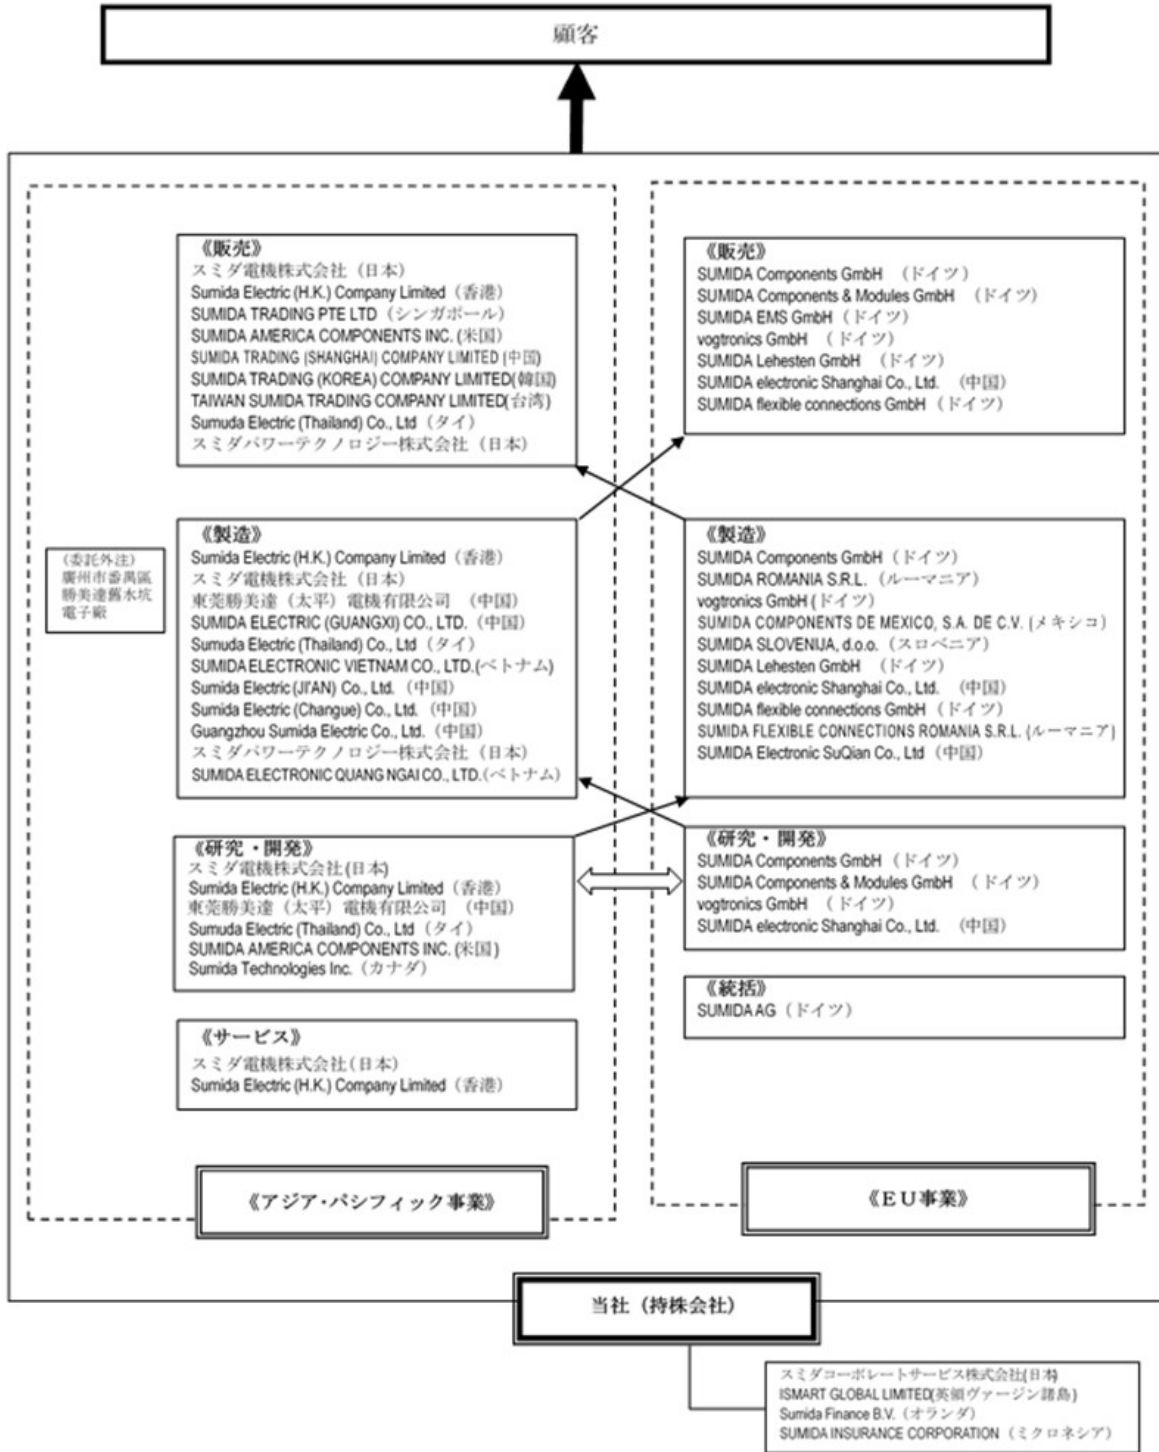 顧客
《販売》
スミダ電機株式会社（日本）
Sumida Electric (H.K.) Company Limited（香港）
SUMIDA TRADING PTE LTD（シンガポール）
SUMIDA AMERICA COMPONENTS INC. (米国)
SUMIDA TRADING (SHANGHAI) COMPANY LIMITED (中国)
SUMIDA TRADING (KOREA) COMPANY LIMITED(韓国)
TAIWAN SUMIDA TRADING COMPANY LIMITED(台湾)
Sumuda Electric (Thailand) Co., Ltd（タイ）
スミダパワーテクノロジー株式会社（日本）
《製造》
Sumida Electric (H.K.) Company Limited（香港）
スミダ電機株式会社（日本）
東莞勝美達（太平）電機有限公司 （中国）
SUMIDA ELECTRIC (GUANGXI) CO., LTD.（中国）
Sumuda Electric (Thailand) Co., Ltd（タイ）
SUMIDA ELECTRONIC VIETNAM CO., LTD.(ベトナム)
Sumida Electric (JI'AN) Co., Ltd.（中国）
Sumida Electric (Changue) Co., Ltd.（中国）
Guangzhou Sumida Electric Co., Ltd.（中国）
スミダパワーテクノロジー株式会社（日本）
SUMIDA ELECTRONIC QUANG NGAI CO., LTD.(ベトナム)
（委託外注）
廣州市番禺區
勝美達舊水坑
電子廠
《研究・開発》
スミダ電機株式会社(日本)
Sumida Electric (H.K.) Company Limited（香港）
東莞勝美達（太平）電機有限公司 （中国）
Sumuda Electric (Thailand) Co., Ltd（タイ）
SUMIDA AMERICA COMPONENTS INC. (米国)
Sumida Technologies Inc.（カナダ）
《サービス》
スミダ電機株式会社(日本)
Sumida Electric (H.K.) Company Limited（香港）
《アジア・パシフィック事業》
《販売》
SUMIDA Components GmbH （ドイツ）
SUMIDA Components & Modules GmbH （ドイツ）
SUMIDA EMS GmbH（ドイツ）
vogtronics GmbH （ドイツ）
SUMIDA Lehesten GmbH （ドイツ）
SUMIDA electronic Shanghai Co., Ltd. （中国）
SUMIDA flexible connections GmbH（ドイツ）
《製造》
SUMIDA Components GmbH（ドイツ）
SUMIDA ROMANIA S.R.L.（ルーマニア）
vogtronics GmbH (ドイツ）
SUMIDA COMPONENTS DE MEXICO, S.A. DE C.V. (メキシコ）
SUMIDA SLOVENIJA, d.o.o.（スロベニア）
SUMIDA Lehesten GmbH （ドイツ）
SUMIDA electronic Shanghai Co., Ltd. （中国）
SUMIDA flexible connections GmbH（ドイツ）
SUMIDA FLEXIBLE CONNECTIONS ROMANIA S.R.L. (ルーマニア)
SUMIDA Electronic SuQian Co., Ltd（中国）
《研究・開発》
SUMIDA Components GmbH（ドイツ）
SUMIDA Components & Modules GmbH （ドイツ）
vogtronics GmbH （ドイツ）
SUMIDA electronic Shanghai Co., Ltd. （中国）
《統括》
SUMIDA AG（ドイツ）
《ＥＵ事業》
当社（持株会社）
スミダコーポレートサービス株式会社(日本)
ISMART GLOBAL LIMITED(英領ヴァージン諸島)
Sumida Finance B.V.（オランダ）
SUMIDA INSURANCE CORPORATION（ミクロネシア）